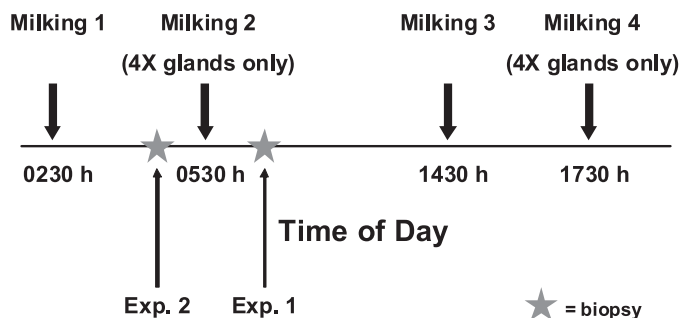 Milking 1 Milking 2 Milking 3 Milking 4
(4X glands only) (4X glands only)
0230 h 0530 h 1430 h 1730 h
Time of Day
Exp. 2 Exp. 1 = biopsy